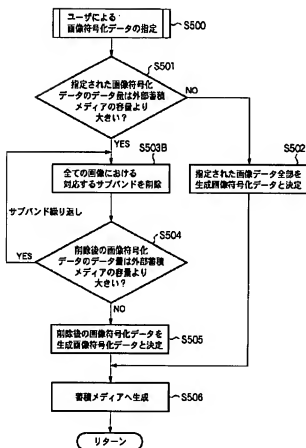 ユーザによる
画像符号化データの指定
S500
S501
指定された画像符号化
データのデータ量は外部蓄積
メディアの容量より
大きい?
NO
YES
S503B
S502
全ての画像における
対応するサブバンドを削除
指定された画像データ全部を
生成画像符号化データと決定
サブバンド繰り返し
S504
YES
削除後の画像符号化
データのデータ量は外部蓄積
メディアの容量より
大きい?
NO
S505
削除後の画像符号化データを
生成画像符号化データと決定
S506
蓄積メディアへ生成
リターン